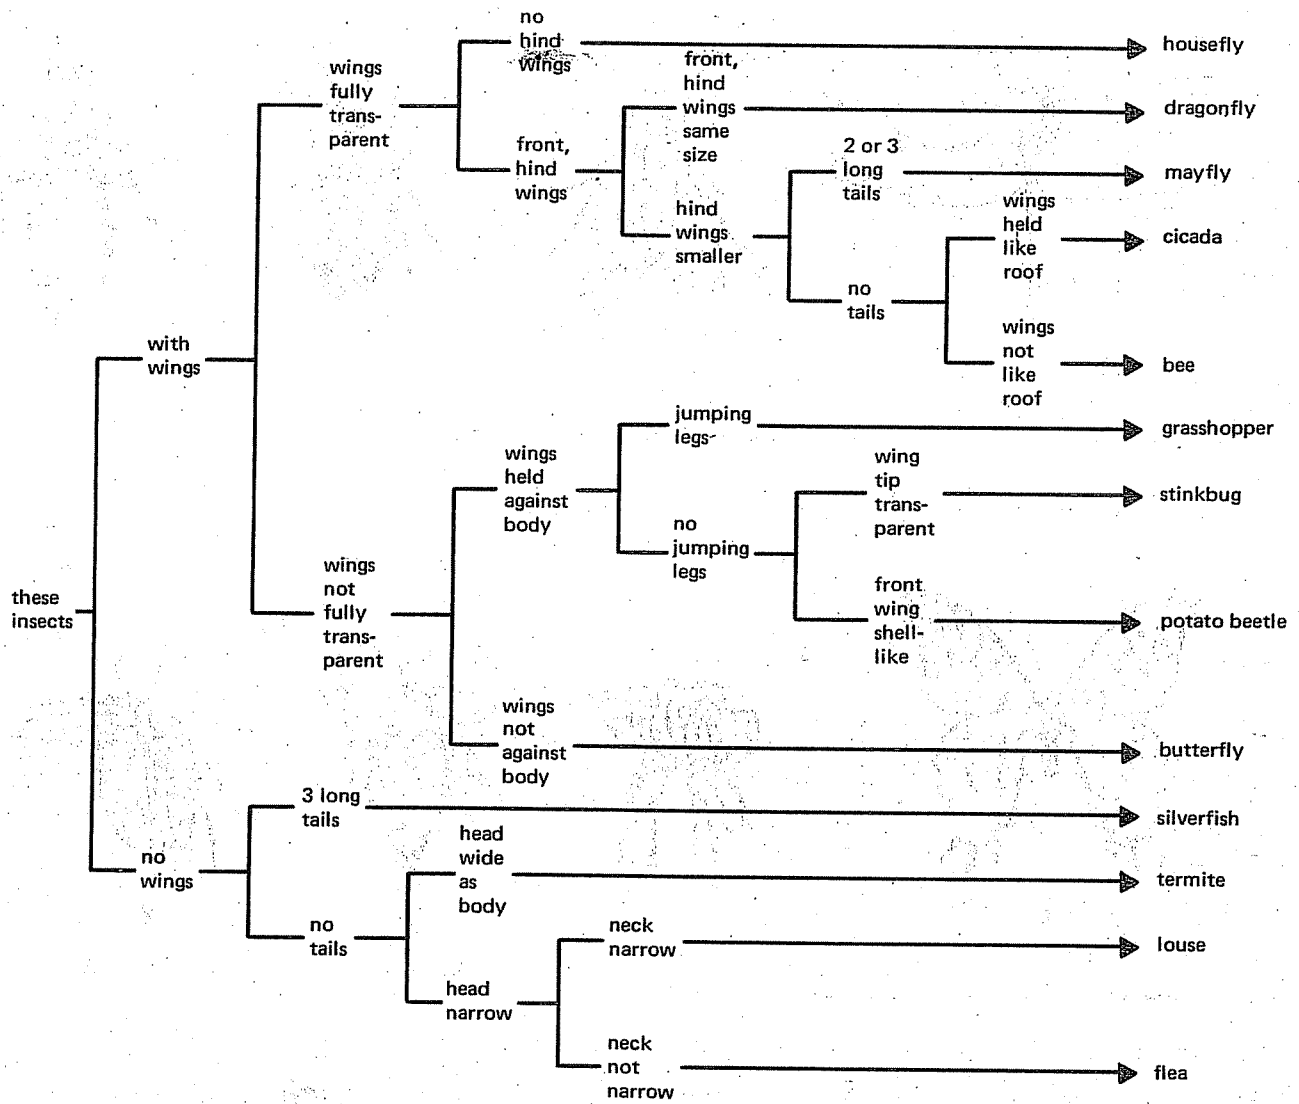 no
hind
wings
housefly
wings
fully
trans-
parent
front,
hind
wings
same
size
dragonfly
front,
hind
wings
2 or 3
long
tails
mayfly
hind
wings
smaller
wings
held
like
roof
cicada
no
tails
wings
not
like
roof
bee
with
wings
jumping
legs
grasshopper
wings
held
against
body
wing
tip
trans-
parent
stinkbug
no
jumping
legs
wings
not
fully
trans-
parent
front
wing
shell-
like
potato beetle
these
insects
wings
not
against
body
butterfly
3 long
tails
silverfish
no
wings
head
wide
as
body
termite
no
tails
neck
narrow
louse
head
narrow
neck
not
narrow
flea